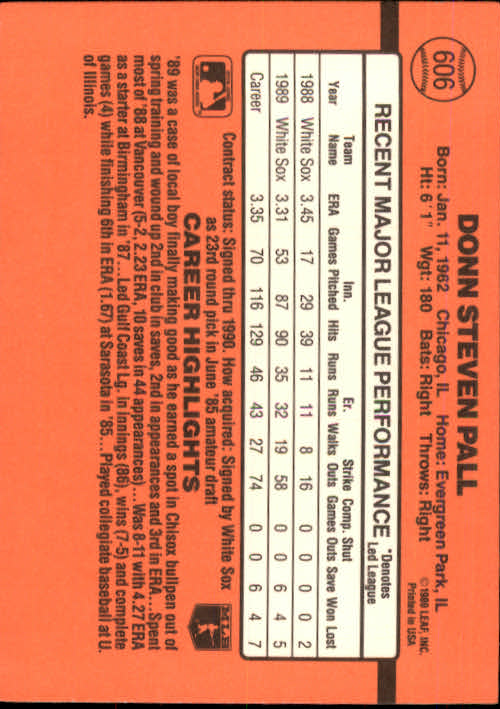 606
DONN STEVEN PALL
Born: Jan. 11, 1962 Chicago, IL Home: Evergreen Park, IL
Ht: 6'1" Wgt: 180 Bats: Right Throws: Right
© 1989 LEAF, INC.
Printed in USA
RECENT MAJOR LEAGUE PERFORMANCE *Denotes Led League
Year Team Name ERA Games Inn. Pitched Hits Runs Er. Runs Walks Strike Outs Comp. Games Shut Outs Save Won Lost
1988 White Sox 3.45 17 29 39 11 11 8 16 0 0 0 0 2
1989 White Sox 3.31 53 87 90 35 32 19 58 0 0 6 4 5
Career 3.35 70 116 129 46 43 27 74 0 0 6 4 7
Contract status: Signed thru 1990. How acquired: Signed by White Sox
as 23rd round pick in June '85 amateur draft
CAREER HIGHLIGHTS
MLB
'89 was a case of local boy finally making good as he earned a spot in Chisox bullpen out of
spring training and wound up 2nd in club in saves, 2nd in appearances and 3rd in ERA...Spent
most of '88 at Vancouver (5-2, 2.23 ERA, 10 saves in 44 appearances)...Was 8-11 with 4.27 ERA
as a starter at Birmingham in '87...Led Gulf Coast Lg. in innings (86), wins (7-5) and complete
games (4) while finishing 6th in ERA (1.67) at Sarasota in '85...Played collegiate baseball at U.
of Illinois.